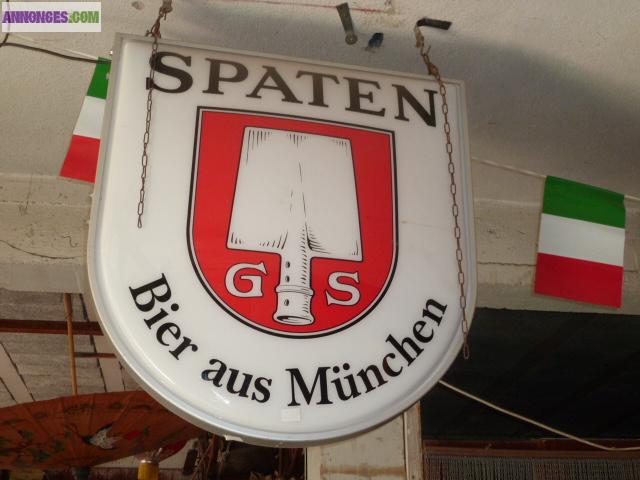 ANNONCES.COM
SPATEN
G S
Bier aus München